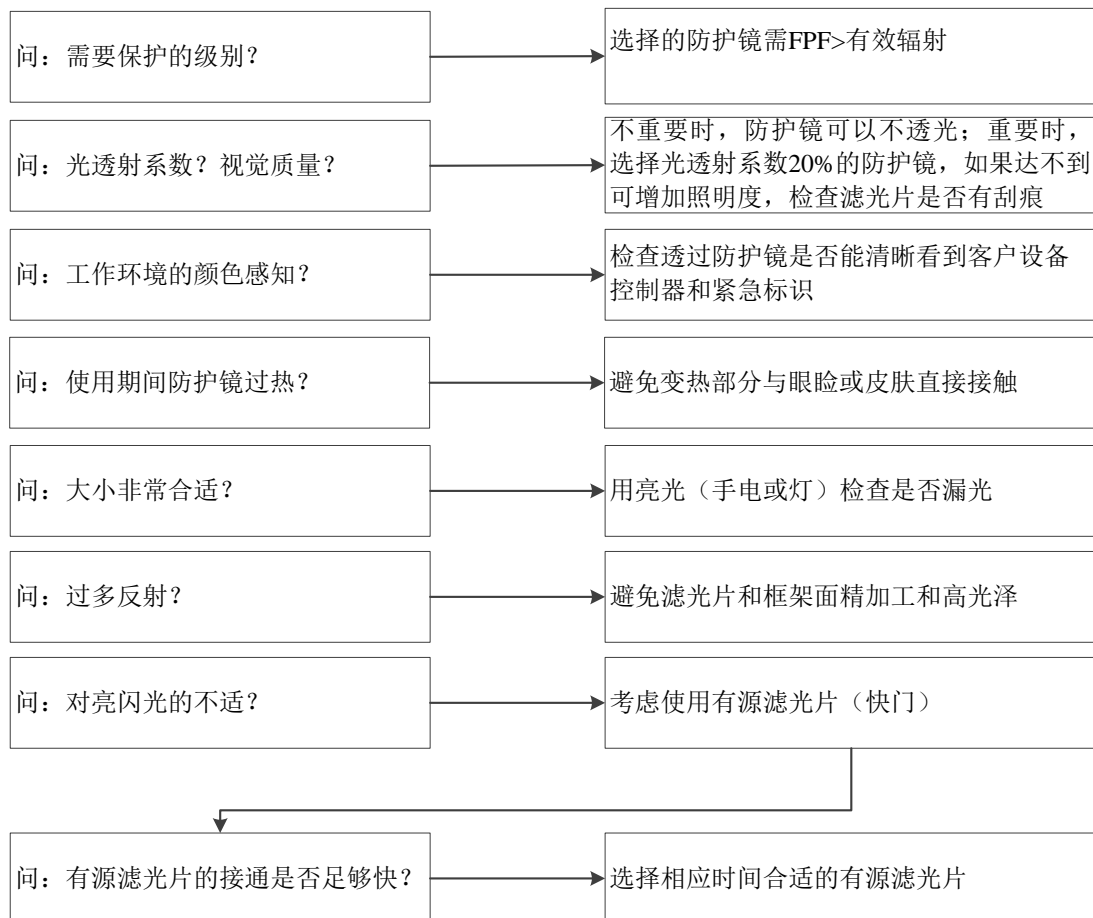 问：需要保护的级别？
选择的防护镜需FPF>有效辐射
问：光透射系数？视觉质量？
不重要时，防护镜可以不透光；重要时，
选择光透射系数20%的防护镜，如果达不到
可增加照明度，检查滤光片是否有刮痕
问：工作环境的颜色感知？
检查透过防护镜是否能清晰看到客户设备
控制器和紧急标识
问：使用期间防护镜过热？
避免变热部分与眼睑或皮肤直接接触
问：大小非常合适？
用亮光（手电或灯）检查是否漏光
问：过多反射？
避免滤光片和框架面精加工和高光泽
问：对亮闪光的不适？
考虑使用有源滤光片（快门）
问：有源滤光片的接通是否足够快？
选择相应时间合适的有源滤光片